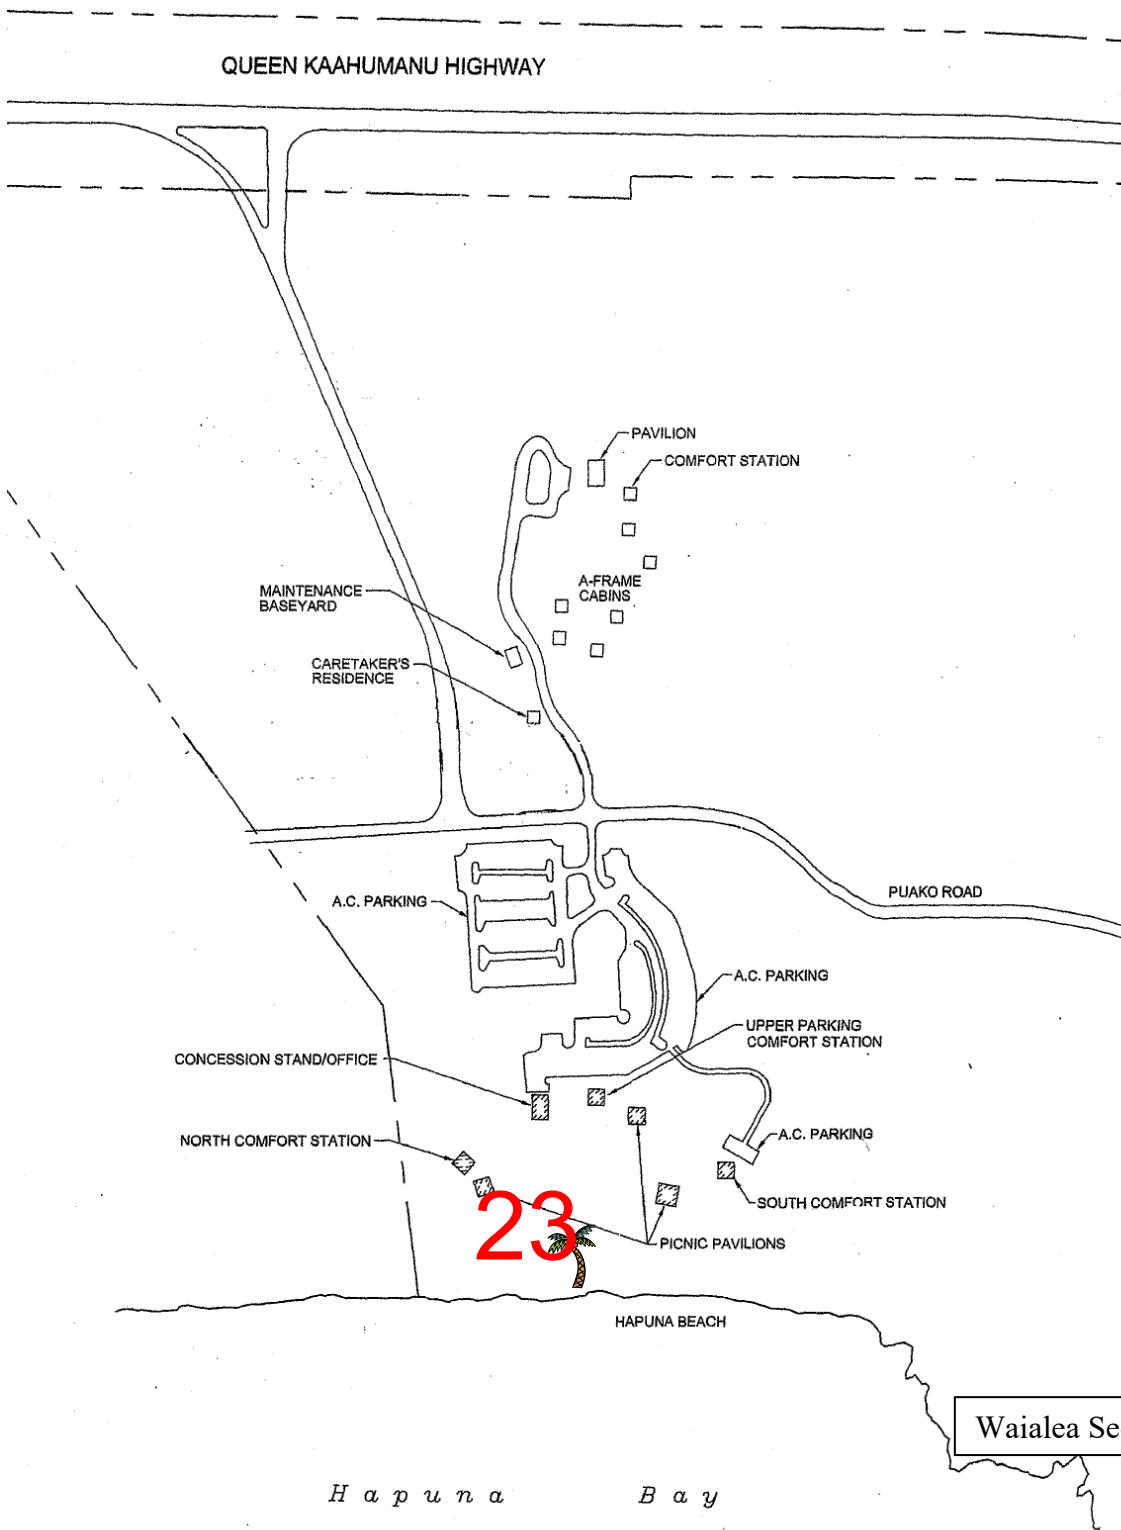 QUEEN KAAHUMANU HIGHWAY
PAVILION
COMFORT STATION
A-FRAME
CABINS
MAINTENANCE
BASEYARD
CARETAKER'S
RESIDENCE
PUAKO ROAD
A.C. PARKING
A.C. PARKING
UPPER PARKING
COMFORT STATION
CONCESSION STAND/OFFICE
NORTH COMFORT STATION
A.C. PARKING
SOUTH COMFORT STATION
23
PICNIC PAVILIONS
HAPUNA BEACH
Waialea Se
Hapuna Bay